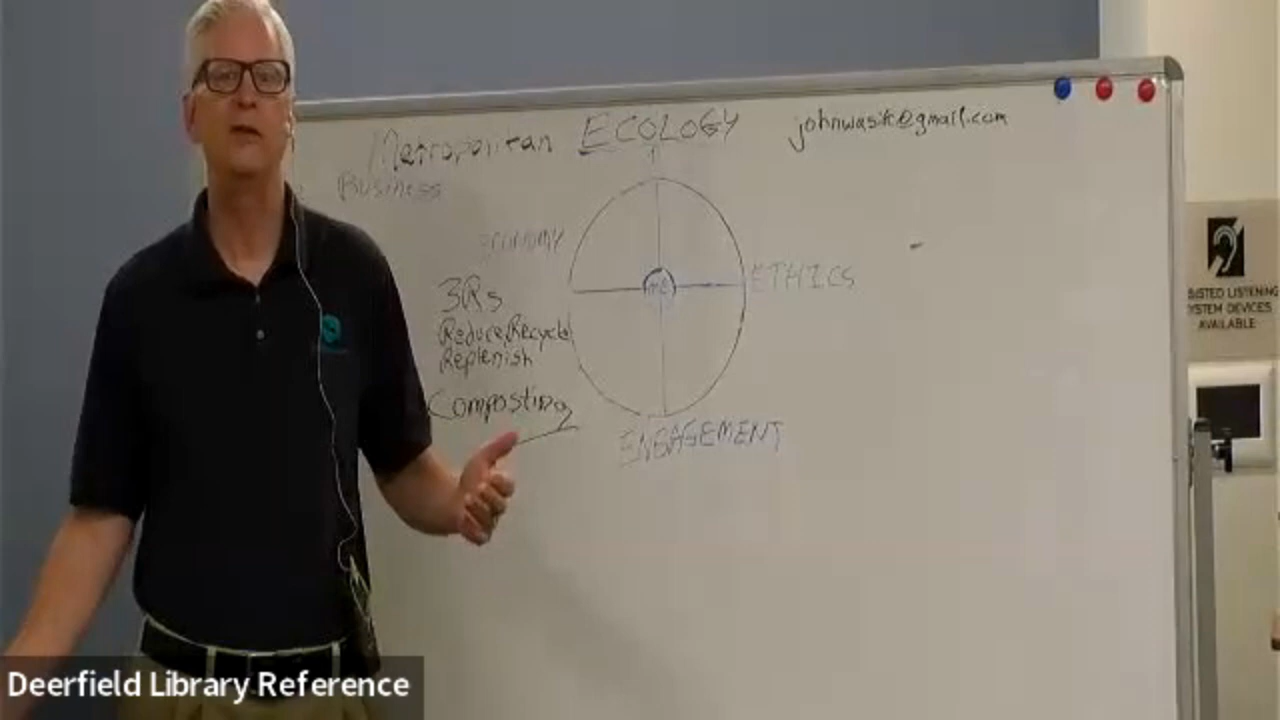 Metropolitan ECOLOGY
johnwasik@gmail.com
Business
ECONOMY
3Rs
Reduce, Recycle
Replenish
Composting
ME
ETHICS
ENGAGEMENT
ASSISTED LISTENING
SYSTEM DEVICES
AVAILABLE
Deerfield Library Reference